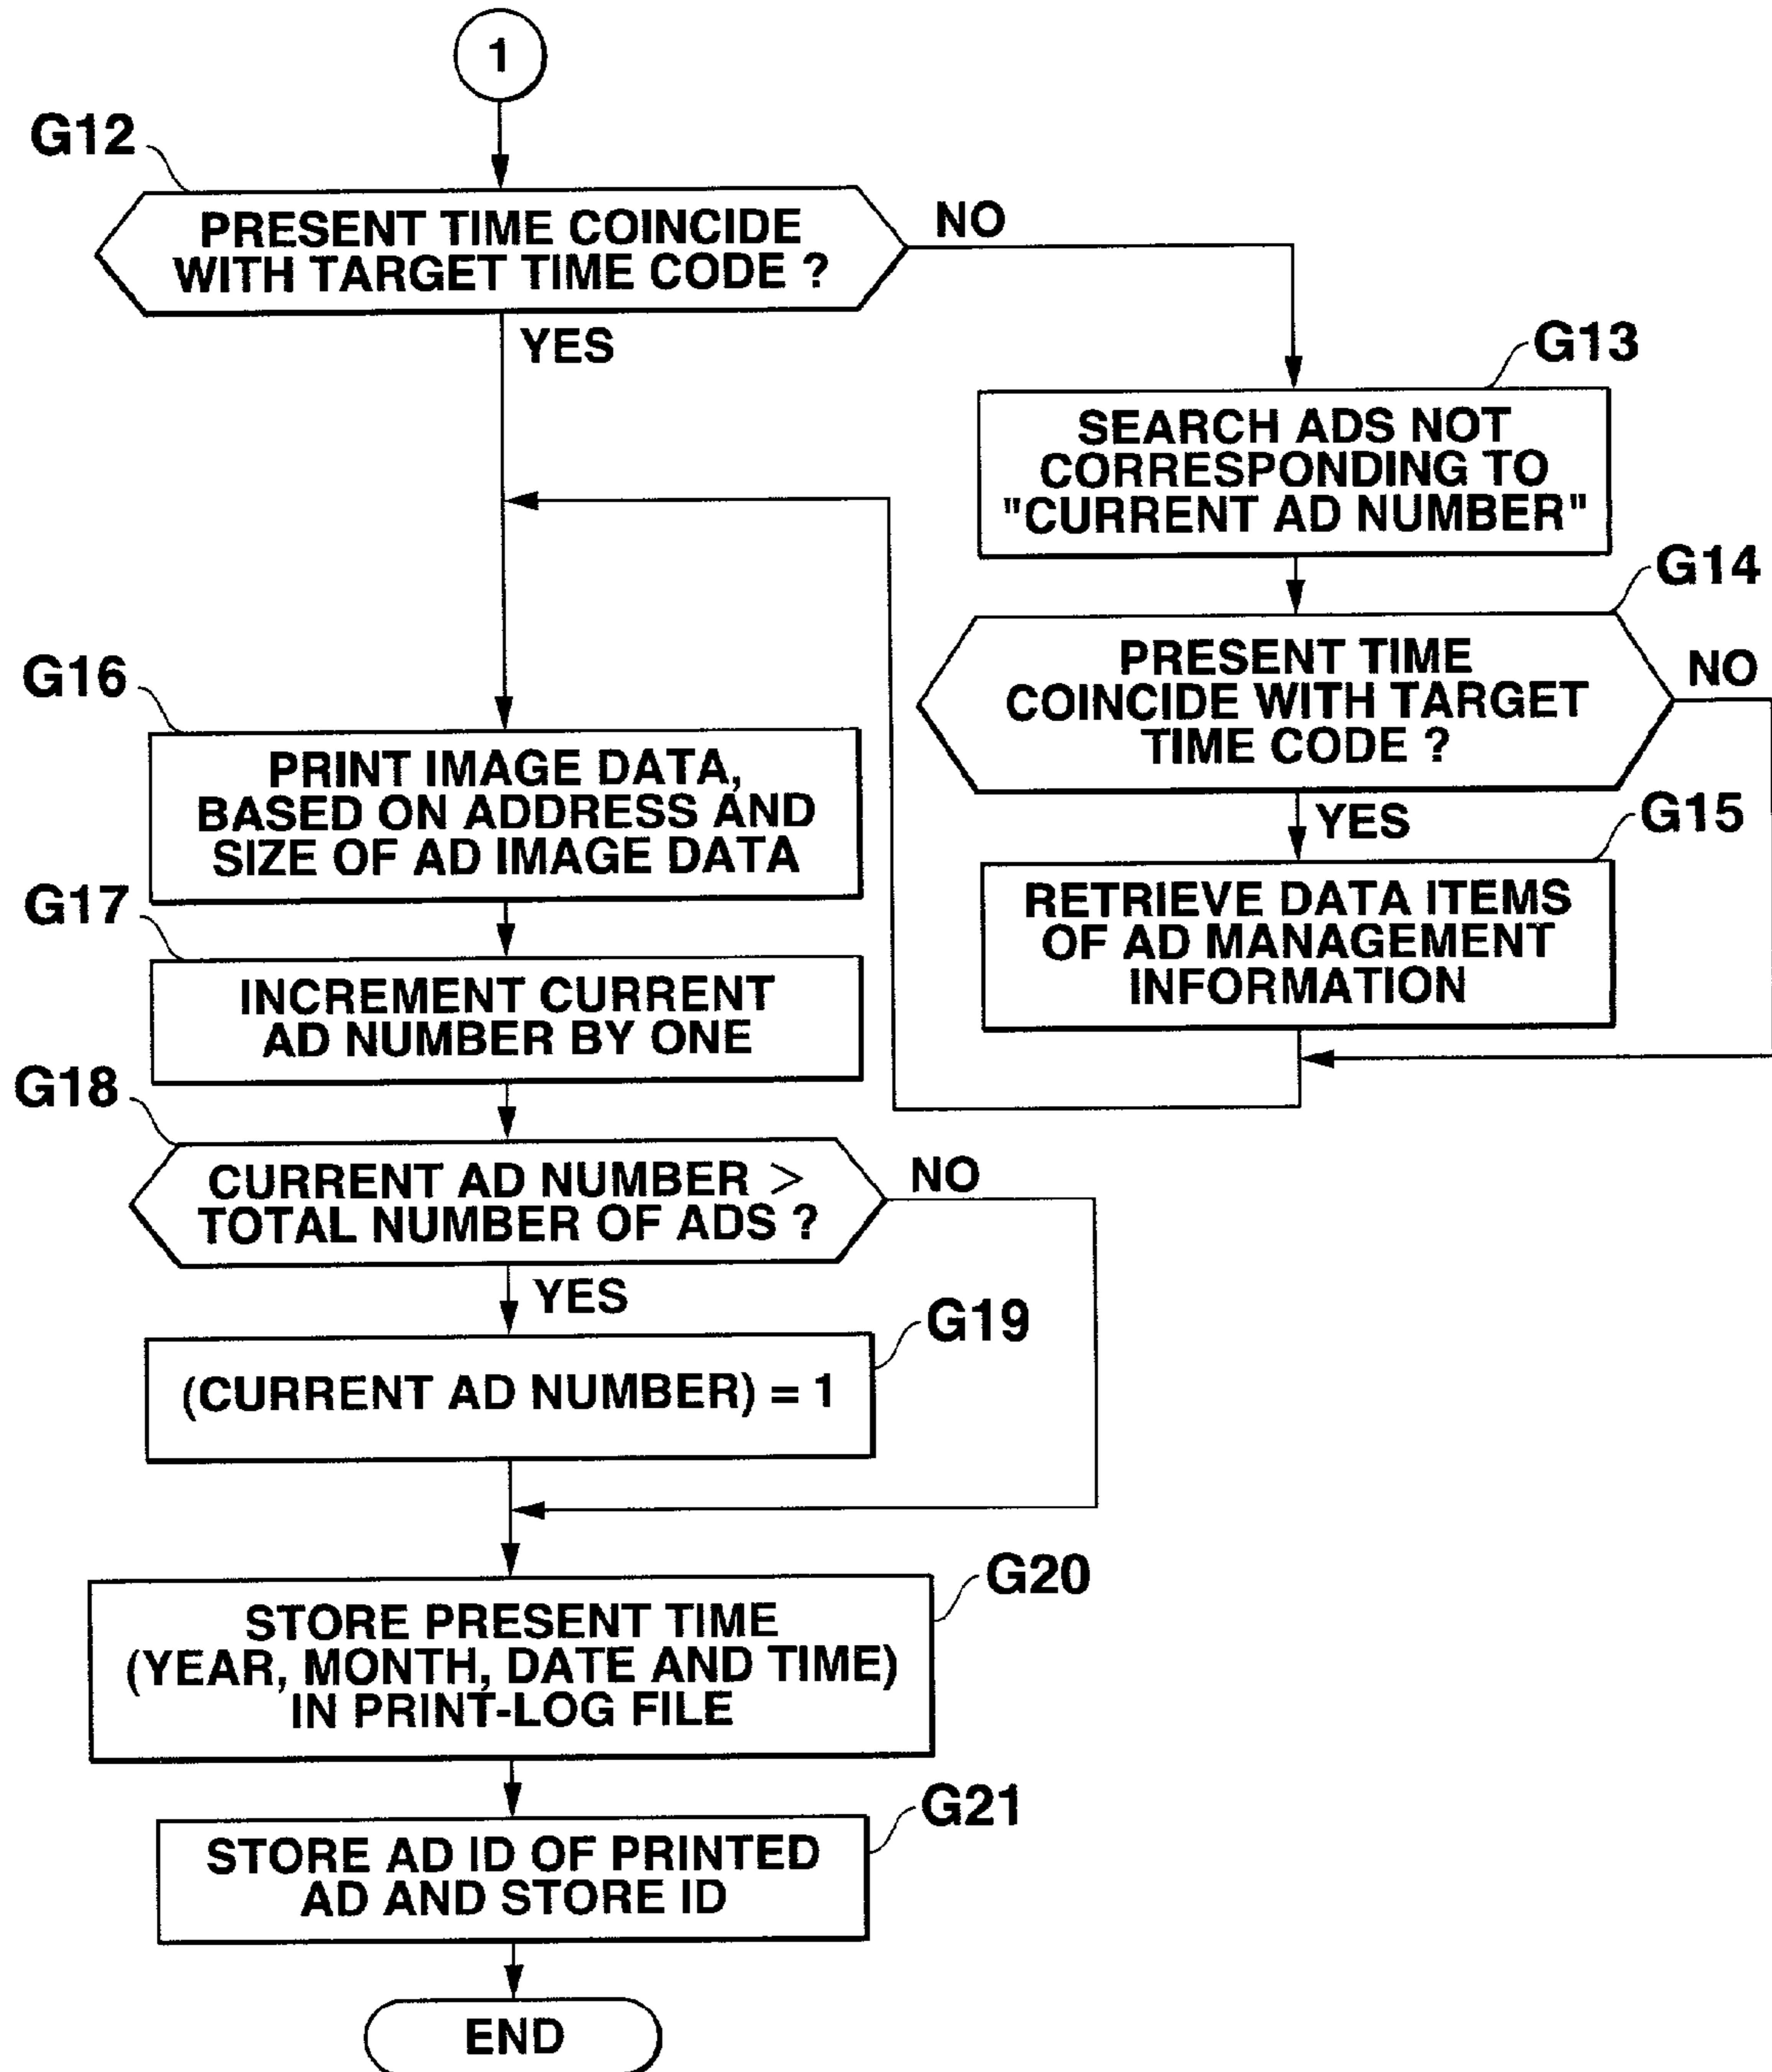 1
G12
PRESENT TIME COINCIDE
WITH TARGET TIME CODE ?
NO
YES
G13
SEARCH ADS NOT
CORRESPONDING TO
"CURRENT AD NUMBER"
G14
PRESENT TIME
COINCIDE WITH TARGET
TIME CODE ?
NO
YES
G15
RETRIEVE DATA ITEMS
OF AD MANAGEMENT
INFORMATION
G16
PRINT IMAGE DATA,
BASED ON ADDRESS AND
SIZE OF AD IMAGE DATA
G17
INCREMENT CURRENT
AD NUMBER BY ONE
G18
CURRENT AD NUMBER >
TOTAL NUMBER OF ADS ?
NO
YES
G19
(CURRENT AD NUMBER) = 1
G20
STORE PRESENT TIME
(YEAR, MONTH, DATE AND TIME)
IN PRINT-LOG FILE
G21
STORE AD ID OF PRINTED
AD AND STORE ID
END